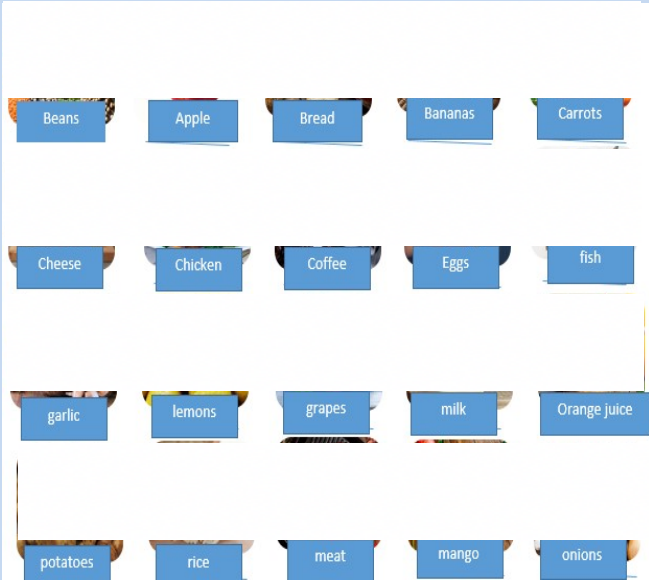 Beans Apple Bread Bananas Carrots
Cheese Chicken Coffee Eggs fish
garlic lemons grapes milk Orange juice
potatoes rice meat mango onions